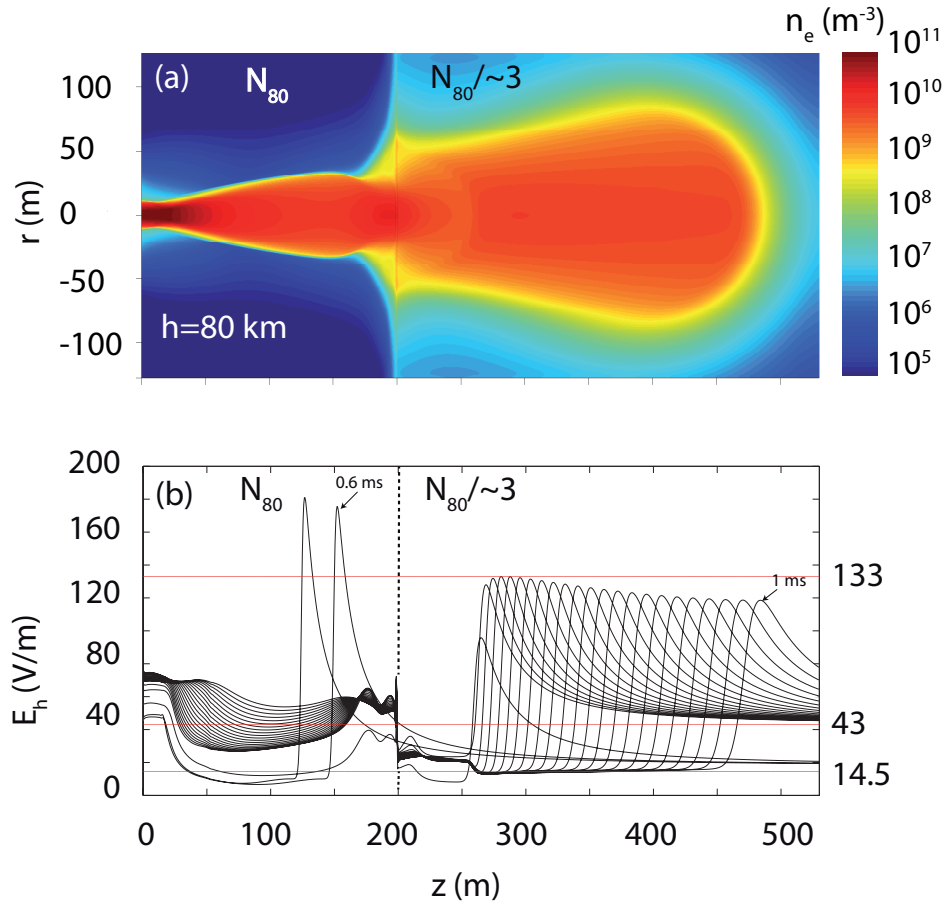 n_e (m^-3)
(a)
N_80
N_80/~3
10^11
10^10
10^9
10^8
10^7
10^6
10^5
100
50
0
-50
-100
r (m)
h=80 km
(b)
N_80
N_80/~3
0.6 ms
1 ms
200
160
120
80
40
0
E_h (V/m)
133
43
14.5
0
100
200
300
400
500
z (m)